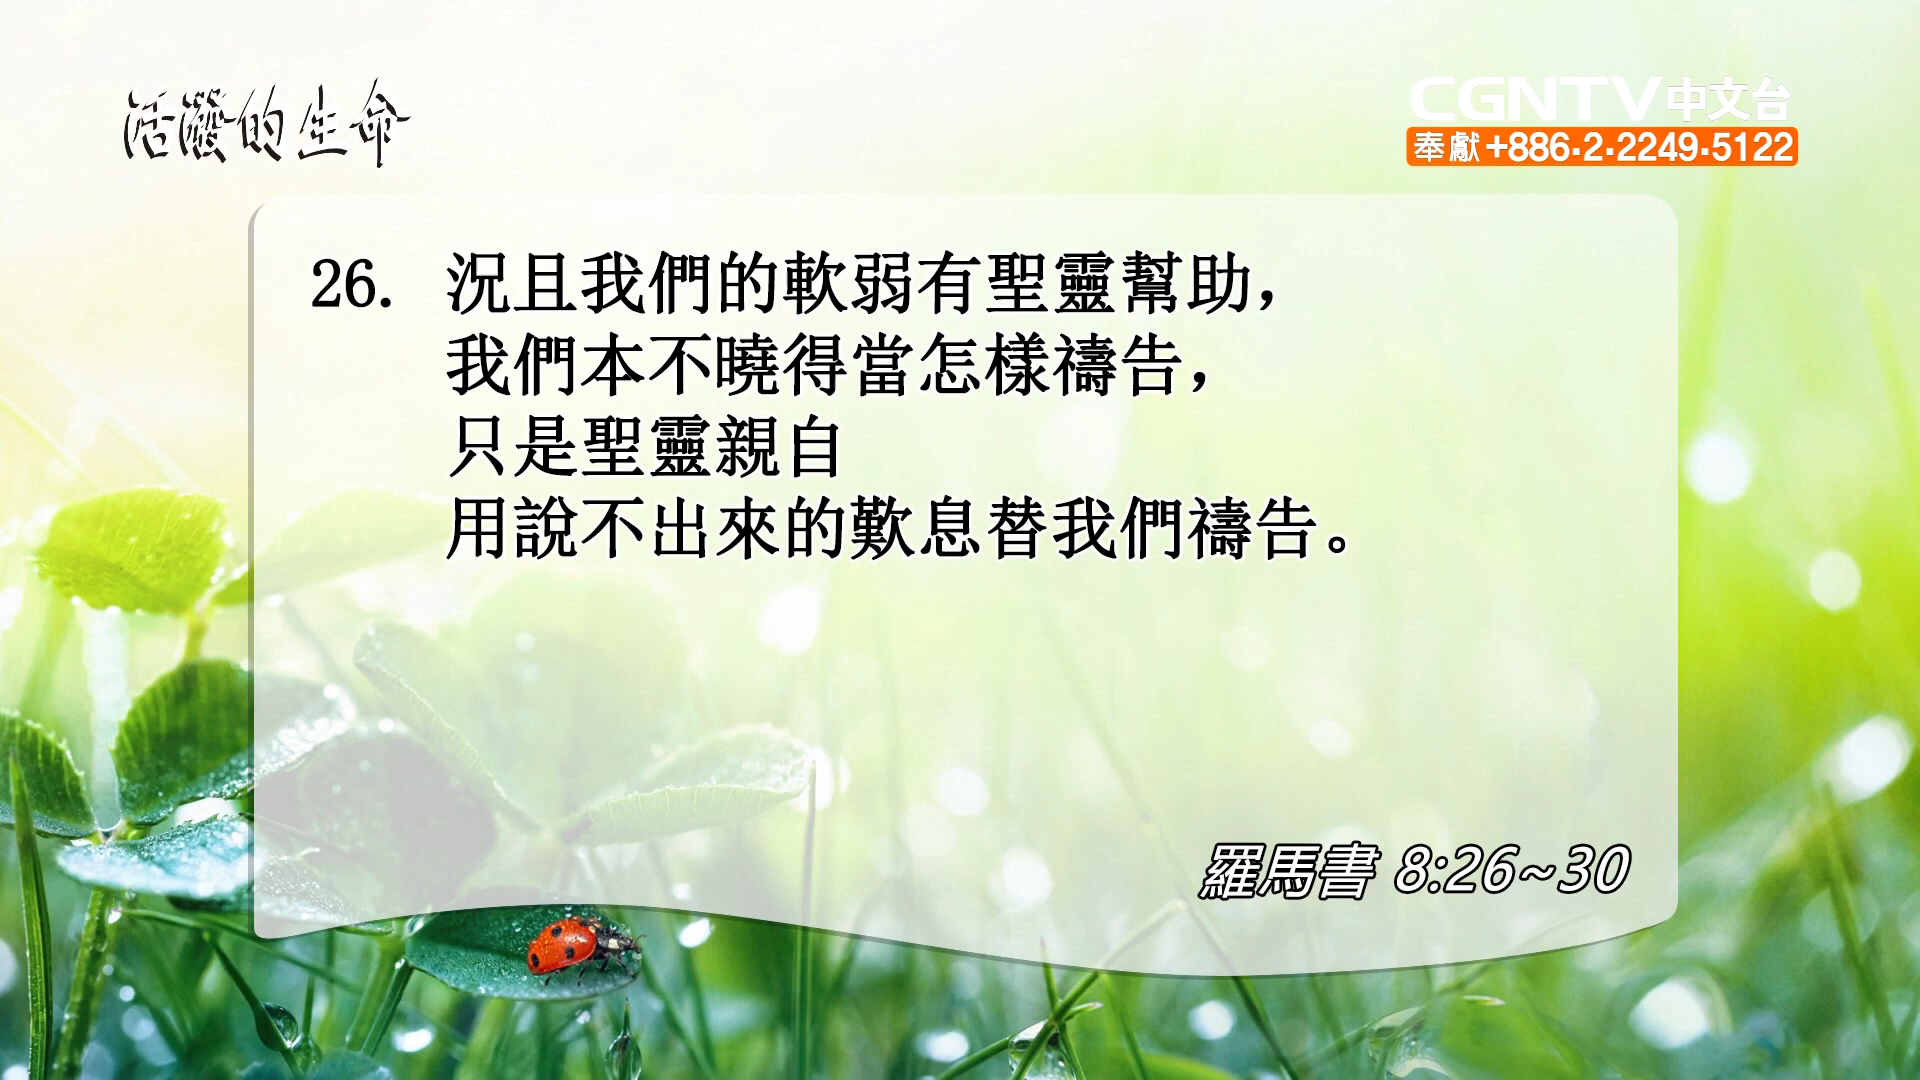 活潑的生命
CGNTV中文台
奉獻 +886·2·2249·5122
26. 況且我們的軟弱有聖靈幫助，
我們本不曉得當怎樣禱告，
只是聖靈親自
用說不出來的歎息替我們禱告。
羅馬書 8:26~30